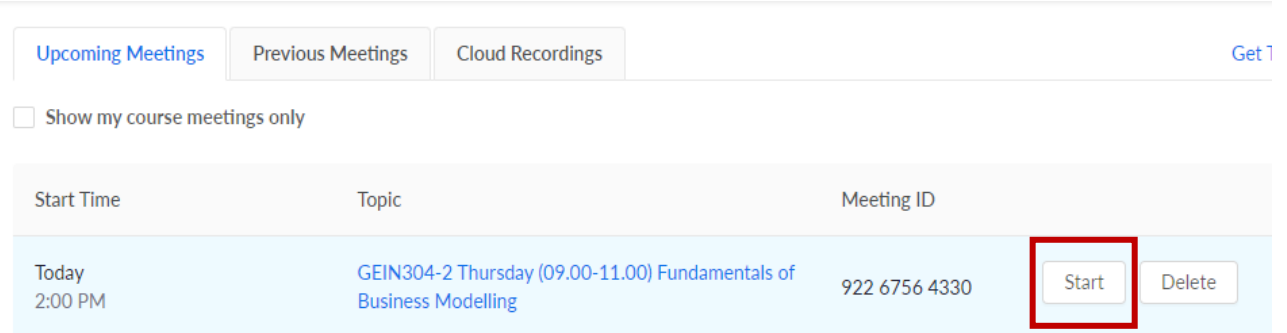 Upcoming Meetings Previous Meetings Cloud Recordings Get
Show my course meetings only
Start Time Topic Meeting ID
Today
2:00 PM
GEIN304-2 Thursday (09.00-11.00) Fundamentals of
Business Modelling
922 6756 4330
Start Delete